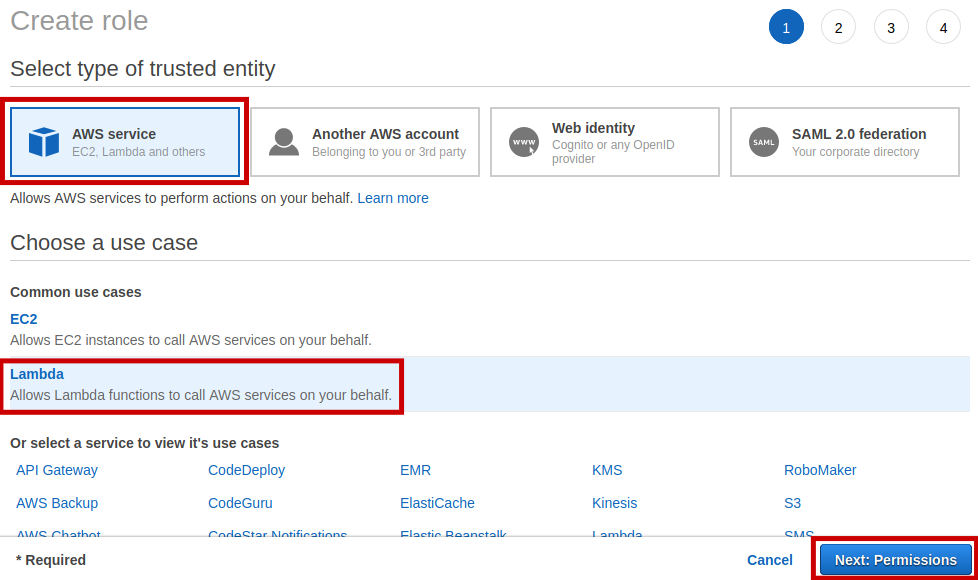 Create role
1 2 3 4
Select type of trusted entity
AWS service
EC2, Lambda and others
Another AWS account
Belonging to you or 3rd party
www
Web identity
Cognito or any OpenID
provider
SAML
SAML 2.0 federation
Your corporate directory
Allows AWS services to perform actions on your behalf. Learn more
Choose a use case
Common use cases
EC2
Allows EC2 instances to call AWS services on your behalf.
Lambda
Allows Lambda functions to call AWS services on your behalf.
Or select a service to view it's use cases
API Gateway CodeDeploy EMR KMS RoboMaker
AWS Backup CodeGuru ElastiCache Kinesis S3
AWS Chatbot CodeStar Notifications Elastic Beanstalk Lambda SMS
* Required Cancel Next: Permissions